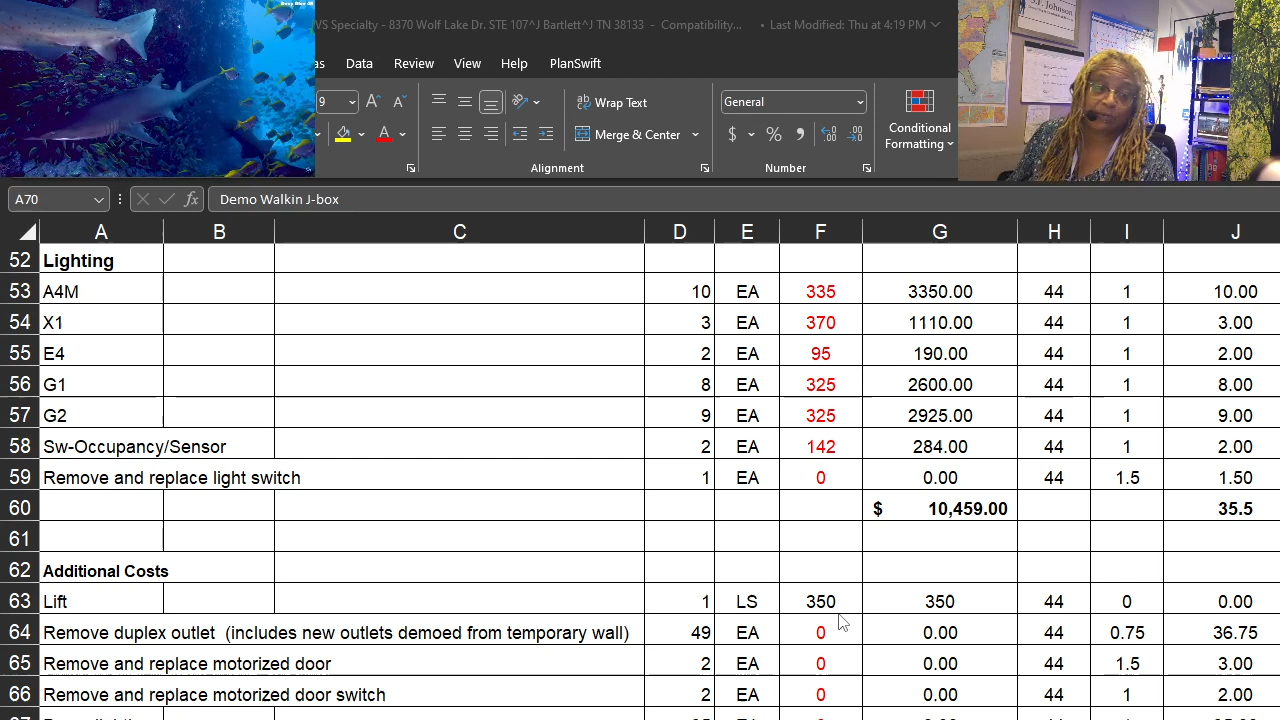 WS Specialty - 8370 Wolf Lake Dr. STE 107^J Bartlett^J TN 38133 - Compatibility... • Last Modified: Thu at 4:19 PM
as Data Review View Help PlanSwift
9 A A ab Wrap Text General
A Merge & Center $ % , Conditional Formatting
Alignment Number
A70 fx Demo Walkin J-box
A B C D E F G H I J
52 Lighting
53 A4M 10 EA 335 3350.00 44 1 10.00
54 X1 3 EA 370 1110.00 44 1 3.00
55 E4 2 EA 95 190.00 44 1 2.00
56 G1 8 EA 325 2600.00 44 1 8.00
57 G2 9 EA 325 2925.00 44 1 9.00
58 Sw-Occupancy/Sensor 2 EA 142 284.00 44 1 2.00
59 Remove and replace light switch 1 EA 0 0.00 44 1.5 1.50
60 $ 10,459.00 35.5
61
62 Additional Costs
63 Lift 1 LS 350 350 44 0 0.00
64 Remove duplex outlet (includes new outlets demoed from temporary wall) 49 EA 0 0.00 44 0.75 36.75
65 Remove and replace motorized door 2 EA 0 0.00 44 1.5 3.00
66 Remove and replace motorized door switch 2 EA 0 0.00 44 1 2.00